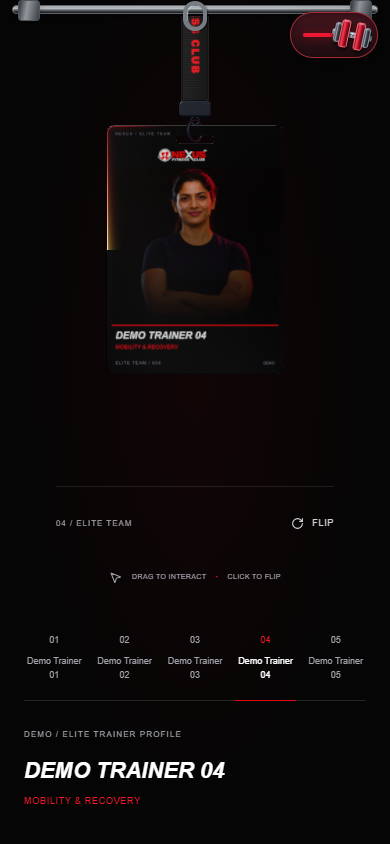 CLUB
NEXUS / ELITE TEAM
NEXUS
FITNESS CLUB
DEMO TRAINER 04
MOBILITY & RECOVERY
ELITE TEAM / 004
DEMO
04 / ELITE TEAM
FLIP
DRAG TO INTERACT • CLICK TO FLIP
01 02 03 04 05
Demo Trainer Demo Trainer Demo Trainer Demo Trainer Demo Trainer
01 02 03 04 05
DEMO / ELITE TRAINER PROFILE
DEMO TRAINER 04
MOBILITY & RECOVERY